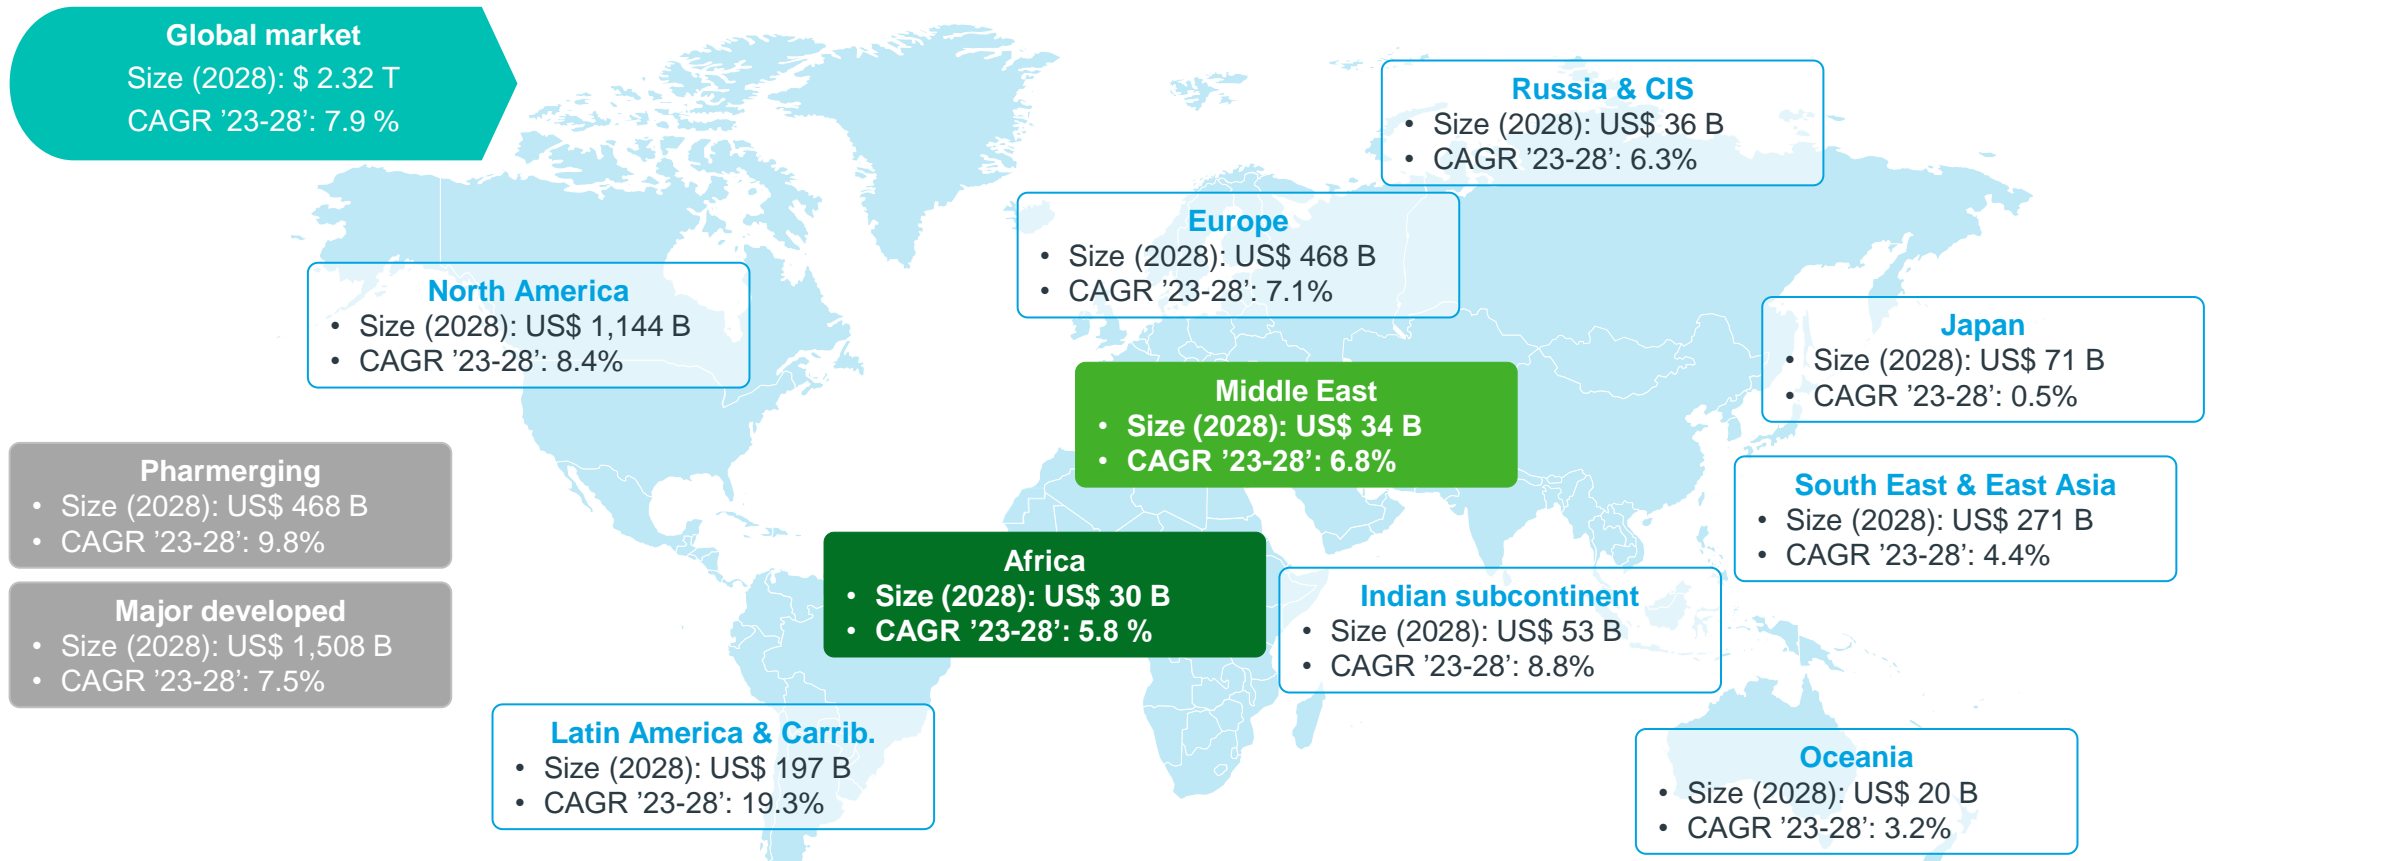 Global market
Size (2028): $ 2.32 T
CAGR ’23-28’: 7.9 %
Russia & CIS
• Size (2028): US$ 36 B
• CAGR ’23-28’: 6.3%
Europe
• Size (2028): US$ 468 B
• CAGR ’23-28’: 7.1%
North America
• Size (2028): US$ 1,144 B
• CAGR ’23-28’: 8.4%
Japan
• Size (2028): US$ 71 B
• CAGR ’23-28’: 0.5%
Middle East
• Size (2028): US$ 34 B
• CAGR ’23-28’: 6.8%
Pharmerging
• Size (2028): US$ 468 B
• CAGR ’23-28’: 9.8%
South East & East Asia
• Size (2028): US$ 271 B
• CAGR ’23-28’: 4.4%
Africa
• Size (2028): US$ 30 B
• CAGR ’23-28’: 5.8 %
Indian subcontinent
• Size (2028): US$ 53 B
• CAGR ’23-28’: 8.8%
Major developed
• Size (2028): US$ 1,508 B
• CAGR ’23-28’: 7.5%
Latin America & Carrib.
• Size (2028): US$ 197 B
• CAGR ’23-28’: 19.3%
Oceania
• Size (2028): US$ 20 B
• CAGR ’23-28’: 3.2%